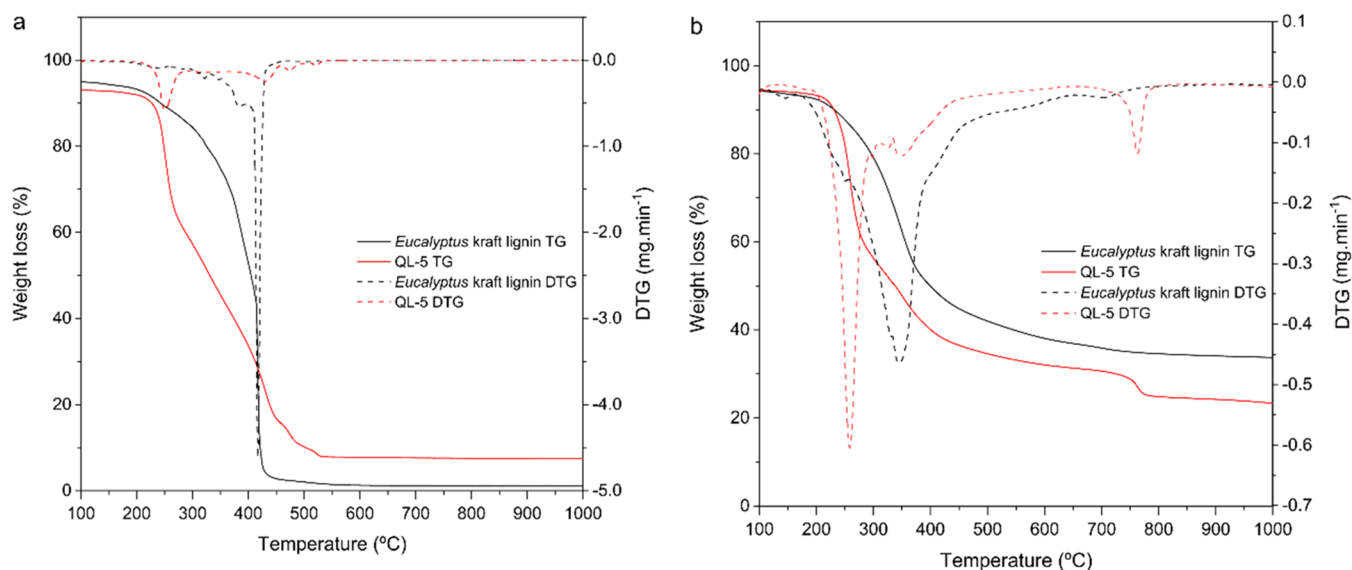 a
100
80
60
40
20
0
Weight loss (%)
0.0
-1.0
-2.0
-3.0
-4.0
-5.0
DTG (mg.min⁻¹)
Eucalyptus kraft lignin TG
QL-5 TG
Eucalyptus kraft lignin DTG
QL-5 DTG
100 200 300 400 500 600 700 800 900 1000
Temperature (ºC)
b
100
80
60
40
20
0
Weight loss (%)
0.1
0.0
-0.1
-0.2
-0.3
-0.4
-0.5
-0.6
-0.7
DTG (mg.min⁻¹)
Eucalyptus kraft lignin TG
QL-5 TG
Eucalyptus kraft lignin DTG
QL-5 DTG
100 200 300 400 500 600 700 800 900 1000
Temperature (ºC)